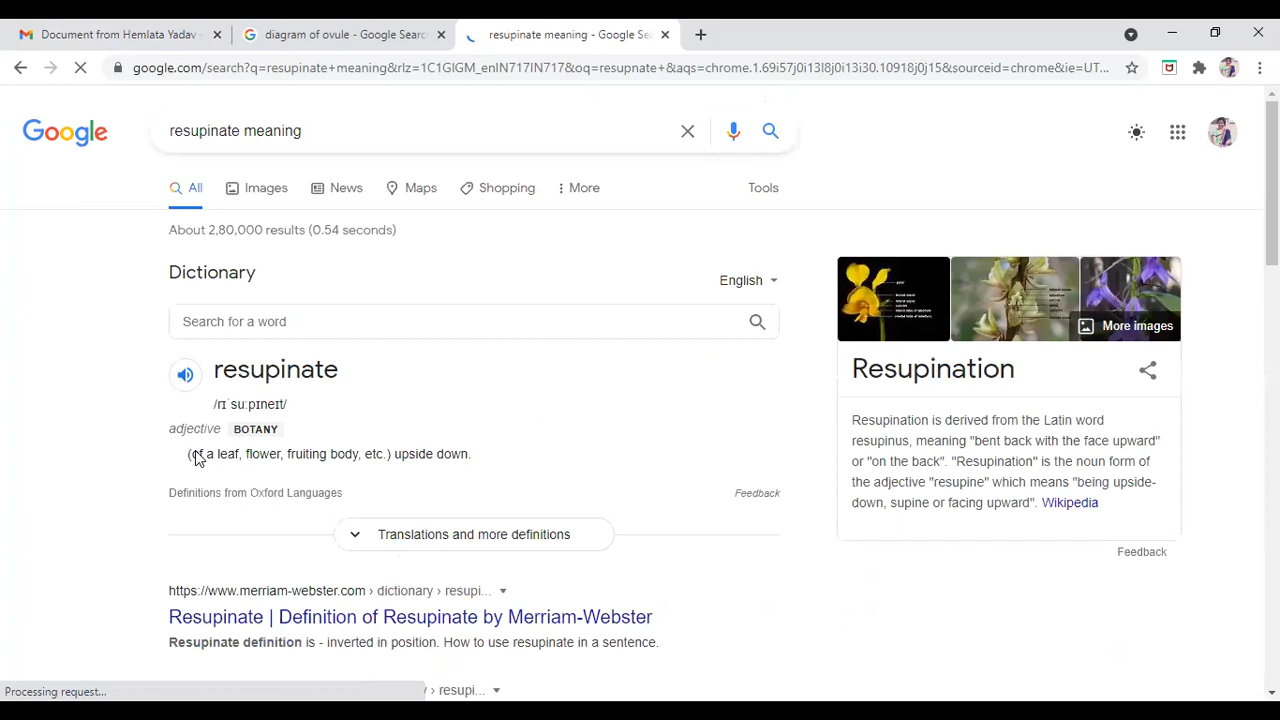 Document from Hemlata Yadav -
diagram of ovule - Google Searc
resupinate meaning - Google Se
google.com/search?q=resupinate+meaning&rlz=1C1GIGM_enIN717IN717&oq=resupnate+&aqs=chrome.1.69i57j0i13l8j0i13i30.10918j0j15&sourceid=chrome&ie=UT...
Google
resupinate meaning
All
Images
News
Maps
Shopping
More
Tools
About 2,80,000 results (0.54 seconds)
Dictionary
English
Search for a word
resupinate
/rɪˈsuːpɪneɪt/
adjective BOTANY
(of a leaf, flower, fruiting body, etc.) upside down.
Definitions from Oxford Languages
Feedback
Translations and more definitions
https://www.merriam-webster.com › dictionary › resupi...
Resupinate | Definition of Resupinate by Merriam-Webster
Resupinate definition is - inverted in position. How to use resupinate in a sentence.
› resupi...
More images
Resupination
Resupination is derived from the Latin word
resupinus, meaning "bent back with the face upward"
or "on the back". "Resupination" is the noun form of
the adjective "resupine" which means "being upside-
down, supine or facing upward". Wikipedia
Feedback
Processing request...